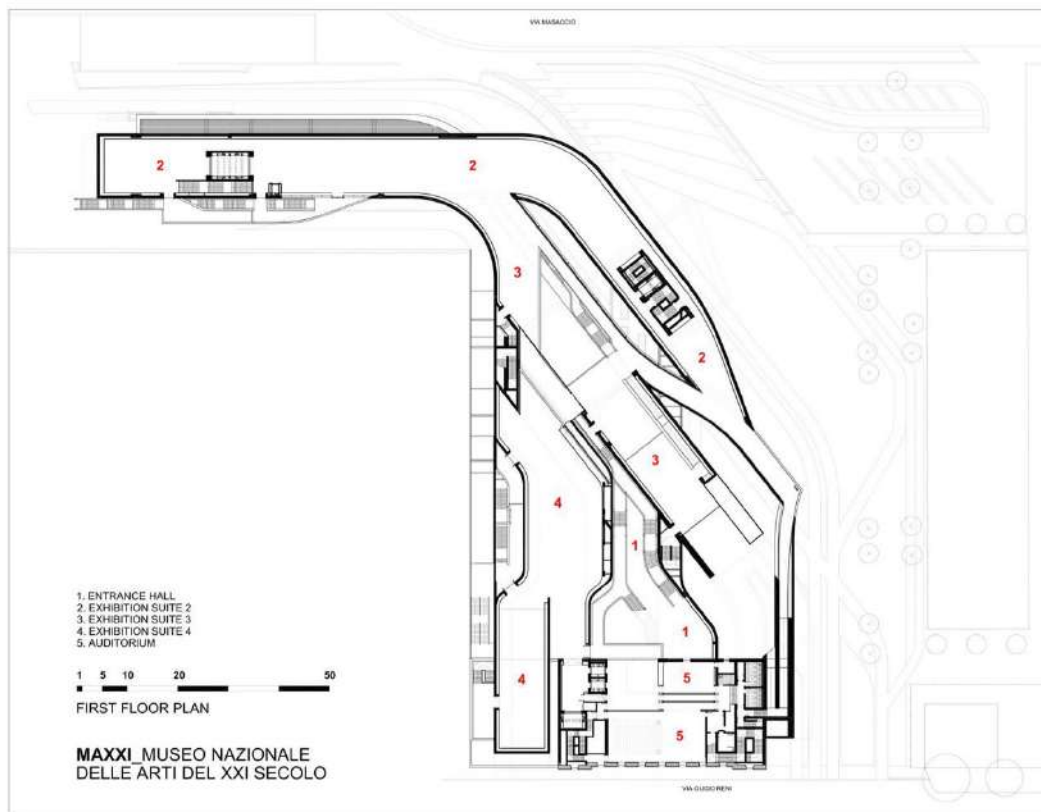 VIA MASACCIO
2
2
3
2
3
4
1
1
4
5
5
1. ENTRANCE HALL
2. EXHIBITION SUITE 2
3. EXHIBITION SUITE 3
4. EXHIBITION SUITE 4
5. AUDITORIUM
1 5 10 20 50
FIRST FLOOR PLAN
MAXXI_MUSEO NAZIONALE
DELLE ARTI DEL XXI SECOLO
VIA GUIDO RENI